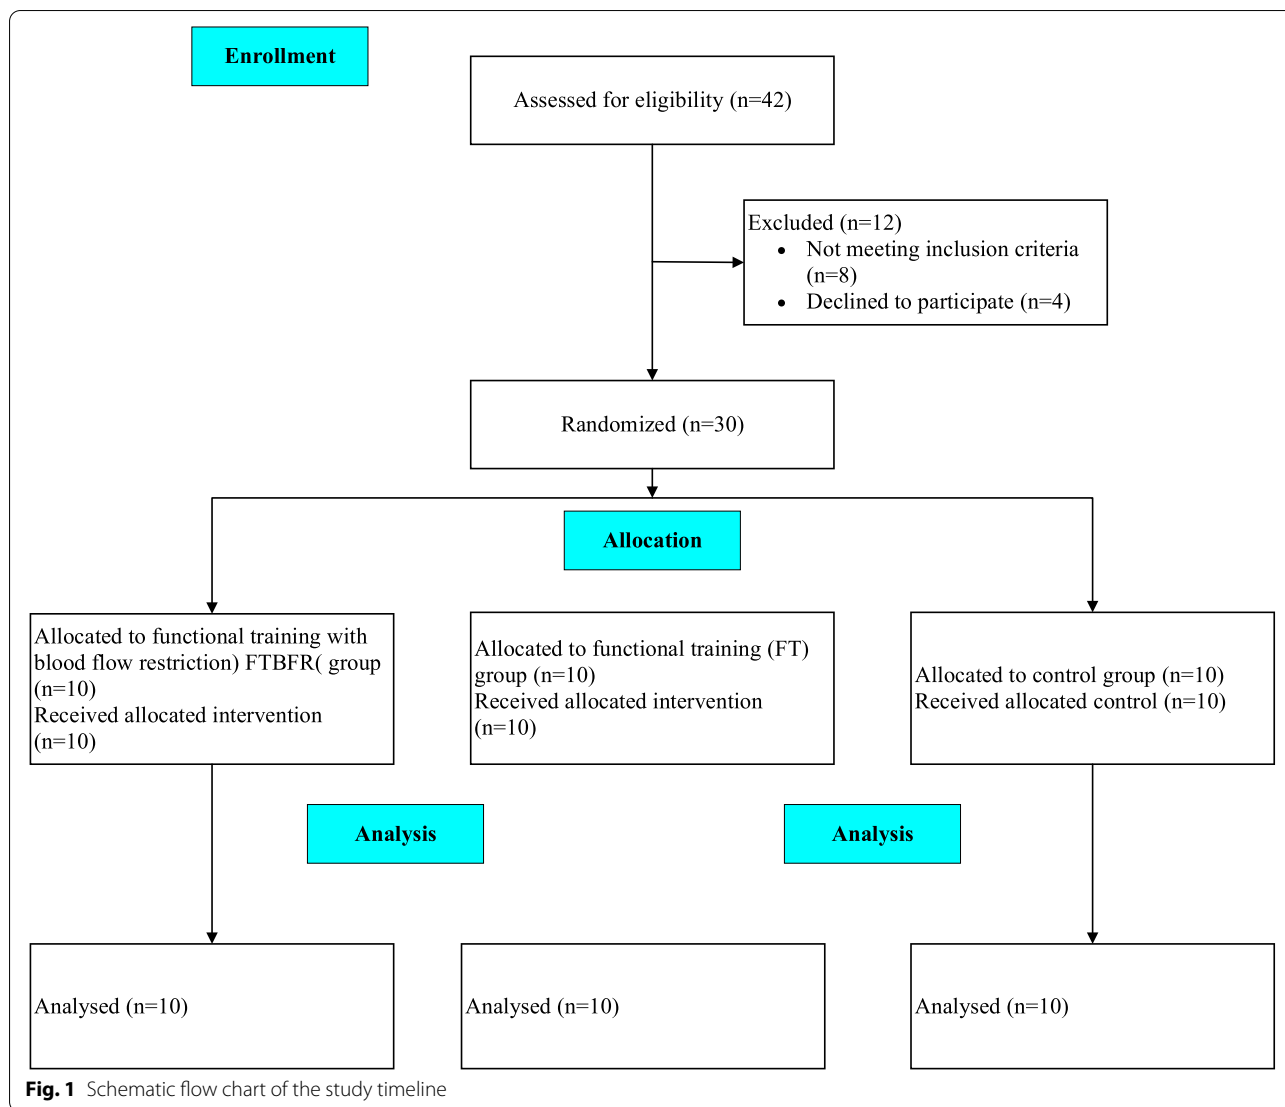 Enrollment
Assessed for eligibility (n=42)
Excluded (n=12)
• Not meeting inclusion criteria
(n=8)
• Declined to participate (n=4)
Randomized (n=30)
Allocation
Allocated to functional training with
blood flow restriction) FTBFR( group
(n=10)
Received allocated intervention
(n=10)
Allocated to functional training (FT)
group (n=10)
Received allocated intervention
(n=10)
Allocated to control group (n=10)
Received allocated control (n=10)
Analysis
Analysis
Analysed (n=10)
Analysed (n=10)
Analysed (n=10)
Fig. 1 Schematic flow chart of the study timeline